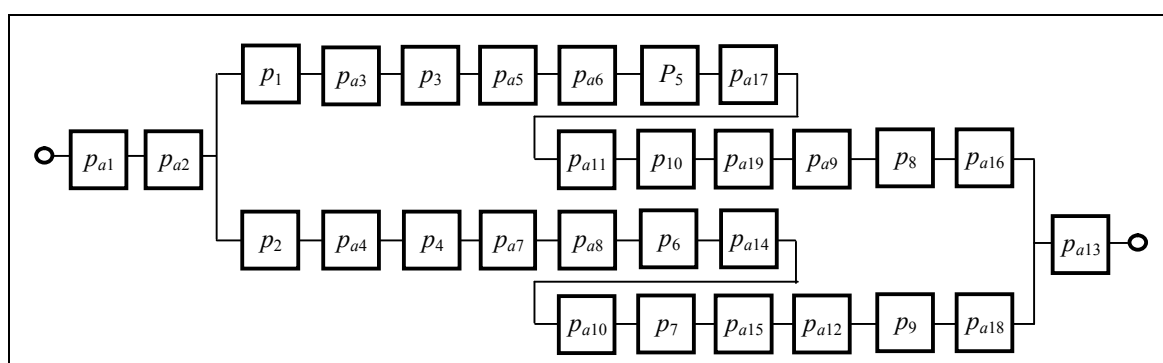 p1 pa3 p3 pa5 pa6 P5 pa17
pa1 pa2
pa11 p10 pa19 pa9 p8 pa16
p2 pa4 p4 pa7 pa8 p6 pa14
pa13
pa10 p7 pa15 pa12 p9 pa18